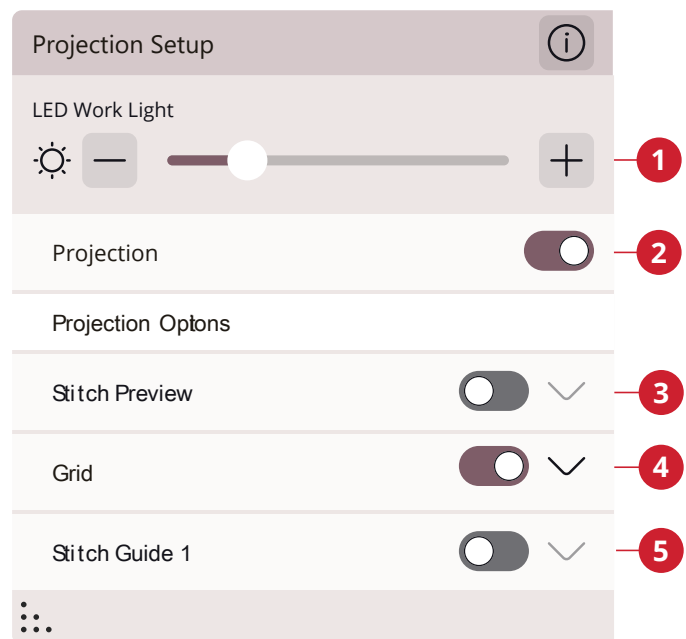 Projection Setup
i
LED Work Light
1
Projection
2
Projection Optons
Stitch Preview
3
Grid
4
Stitch Guide 1
5